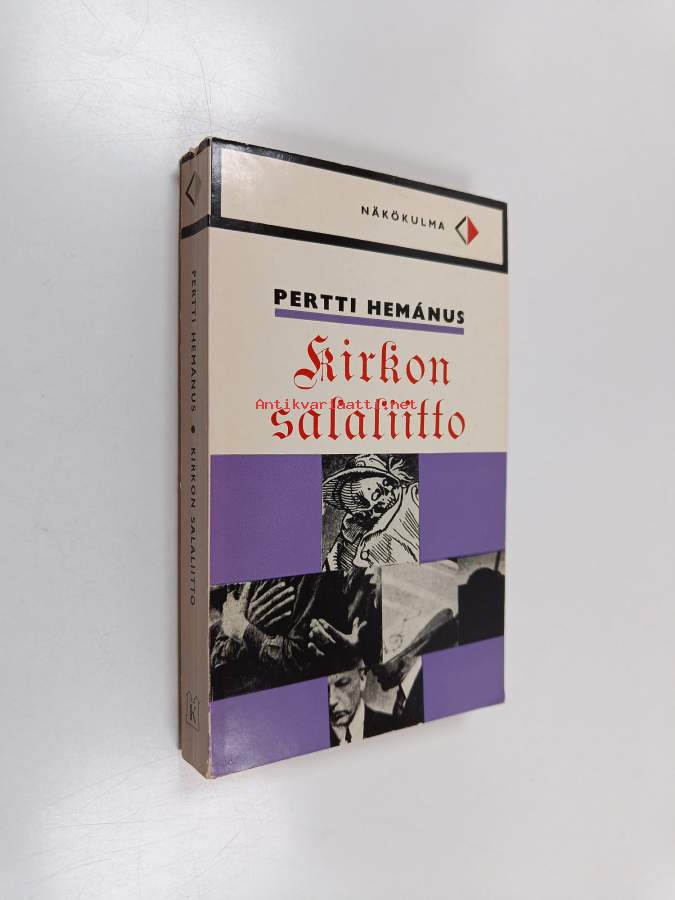 NÄKÖKULMA
PERTTI HEMÁNUS
Kirkon
salaliitto
Antikvariaatti.net
PERTTI HEMÁNUS • KIRKON SALALIITTO
K